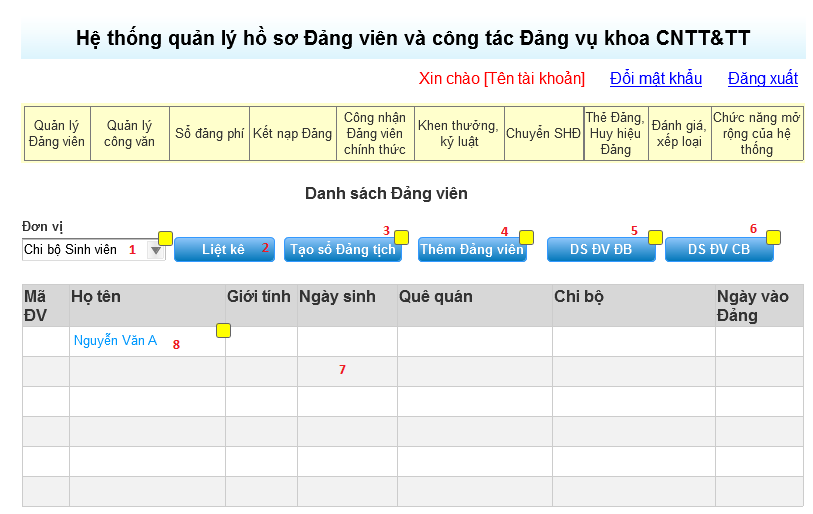 Hệ thống quản lý hồ sơ Đảng viên và công tác Đảng vụ khoa CNTT&TT
Xin chào [Tên tài khoản] Đổi mật khẩu Đăng xuất
Quản lý Đảng viên
Quản lý công văn
Sổ đảng phí
Kết nạp Đảng
Công nhận Đảng viên chính thức
Khen thưởng, kỷ luật
Chuyển SHĐ
Thẻ Đảng, Huy hiệu Đảng
Đánh giá, xếp loại
Chức năng mở rộng của hệ thống
Danh sách Đảng viên
Đơn vị
Chi bộ Sinh viên 1
Liệt kê 2
3
Tạo sổ Đảng tịch
4
Thêm Đảng viên
5
DS ĐV ĐB
6
DS ĐV CB
Mã ĐV
Họ tên
Giới tính
Ngày sinh
Quê quán
Chi bộ
Ngày vào Đảng
Nguyễn Văn A 8
7